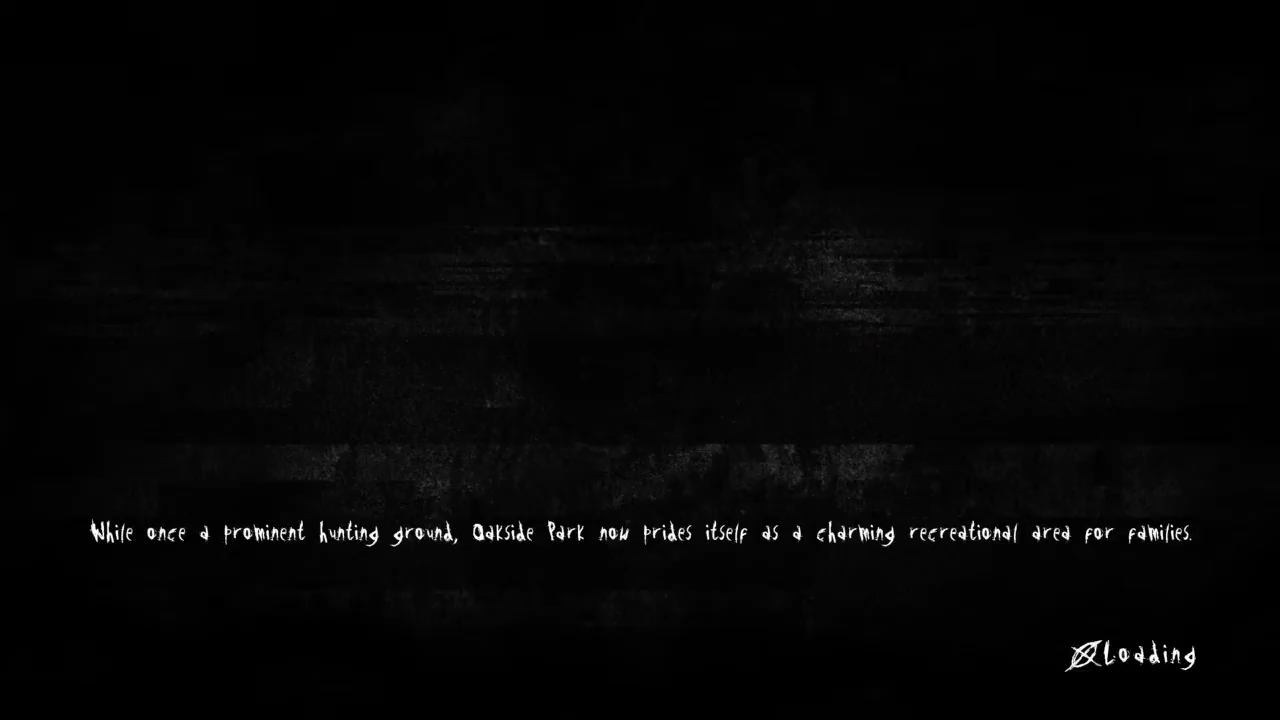 While once a prominent hunting ground, Oakside Park now prides itself as a charming recreational area for families.
Loading